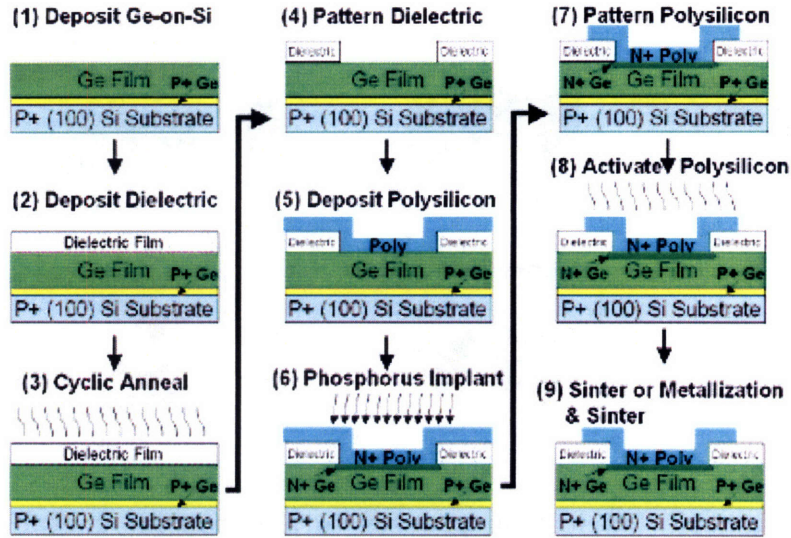 (1) Deposit Ge-on-Si
Ge Film P+ Ge
P+ (100) Si Substrate
(2) Deposit Dielectric
Dielectric Film
Ge Film P+ Ge
P+ (100) Si Substrate
(3) Cyclic Anneal
Dielectric Film
Ge Film P+ Ge
P+ (100) Si Substrate
(4) Pattern Dielectric
Dielectric Dielectric
Ge Film P+ Ge
P+ (100) Si Substrate
(5) Deposit Polysilicon
Dielectric Poly Dielectric
Ge Film P+ Ge
P+ (100) Si Substrate
(6) Phosphorus Implant
Dielectric N+ Poly Dielectric
N+ Ge Ge Film P+ Ge
P+ (100) Si Substrate
(7) Pattern Polysilicon
Dielectric N+ Poly Dielectric
N+ Ge Ge Film P+ Ge
P+ (100) Si Substrate
(8) Activate Polysilicon
Dielectric N+ Poly Dielectric
N+ Ge Ge Film P+ Ge
P+ (100) Si Substrate
(9) Sinter or Metallization
& Sinter
Dielectric N+ Poly Dielectric
N+ Ge Ge Film P+ Ge
P+ (100) Si Substrate